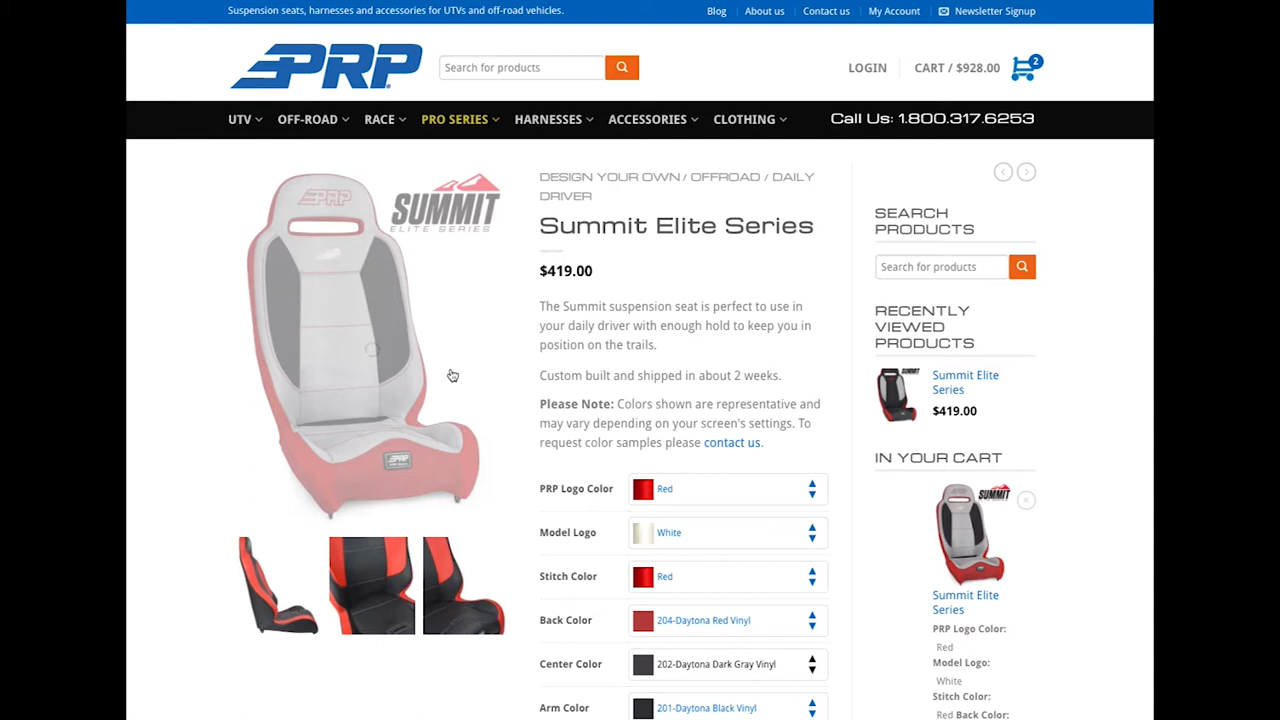 Suspension seats, harnesses and accessories for UTVs and off-road vehicles.
Blog About us Contact us My Account Newsletter Signup
PRP
Search for products
LOGIN CART / $928.00 2
UTV OFF-ROAD RACE PRO SERIES HARNESSES ACCESSORIES CLOTHING Call Us: 1.800.317.6253
PRP
SUMMIT
ELITE SERIES
PRP
DESIGN YOUR OWN / OFFROAD / DAILY
DRIVER
Summit Elite Series
$419.00
The Summit suspension seat is perfect to use in
your daily driver with enough hold to keep you in
position on the trails.
Custom built and shipped in about 2 weeks.
Please Note: Colors shown are representative and
may vary depending on your screen's settings. To
request color samples please contact us.
PRP Logo Color Red
Model Logo White
Stitch Color Red
Back Color 204-Daytona Red Vinyl
Center Color 202-Daytona Dark Gray Vinyl
Arm Color 201-Daytona Black Vinyl
SEARCH
PRODUCTS
Search for products
RECENTLY
VIEWED
PRODUCTS
SUMMIT
Summit Elite
Series
$419.00
IN YOUR CART
SUMMIT
Summit Elite
Series
PRP Logo Color:
Red
Model Logo:
White
Stitch Color:
Red Back Color: